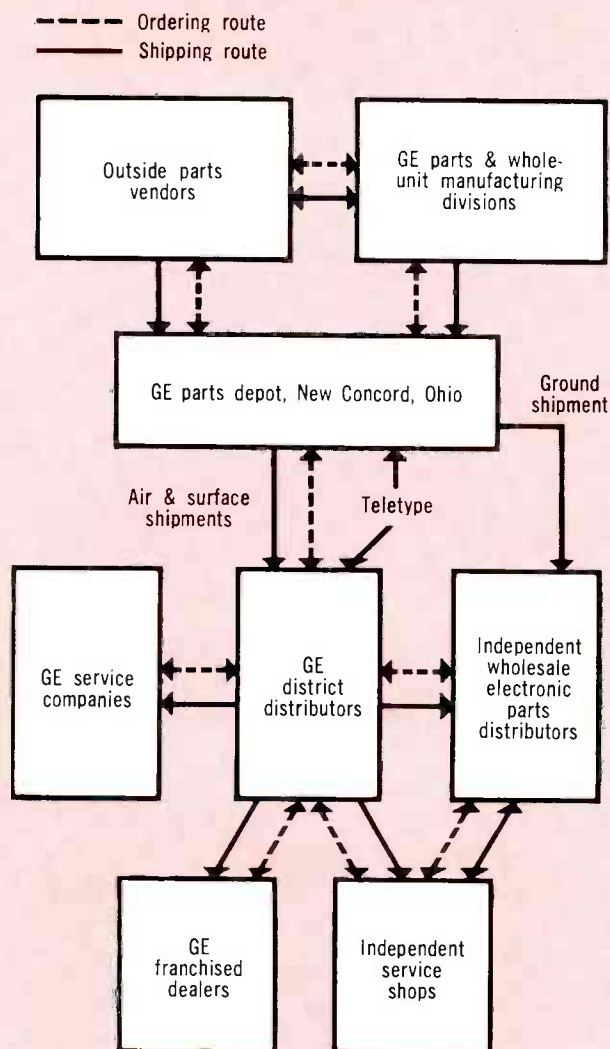 Ordering route
Shipping route
Outside parts
vendors
GE parts & whole-
unit manufacturing
divisions
GE parts depot, New Concord, Ohio
Ground
shipment
Air & surface
shipments
Teletype
GE service
companies
GE
district
distributors
Independent
wholesale
electronic
parts
distributors
GE
franchised
dealers
Independent
service
shops